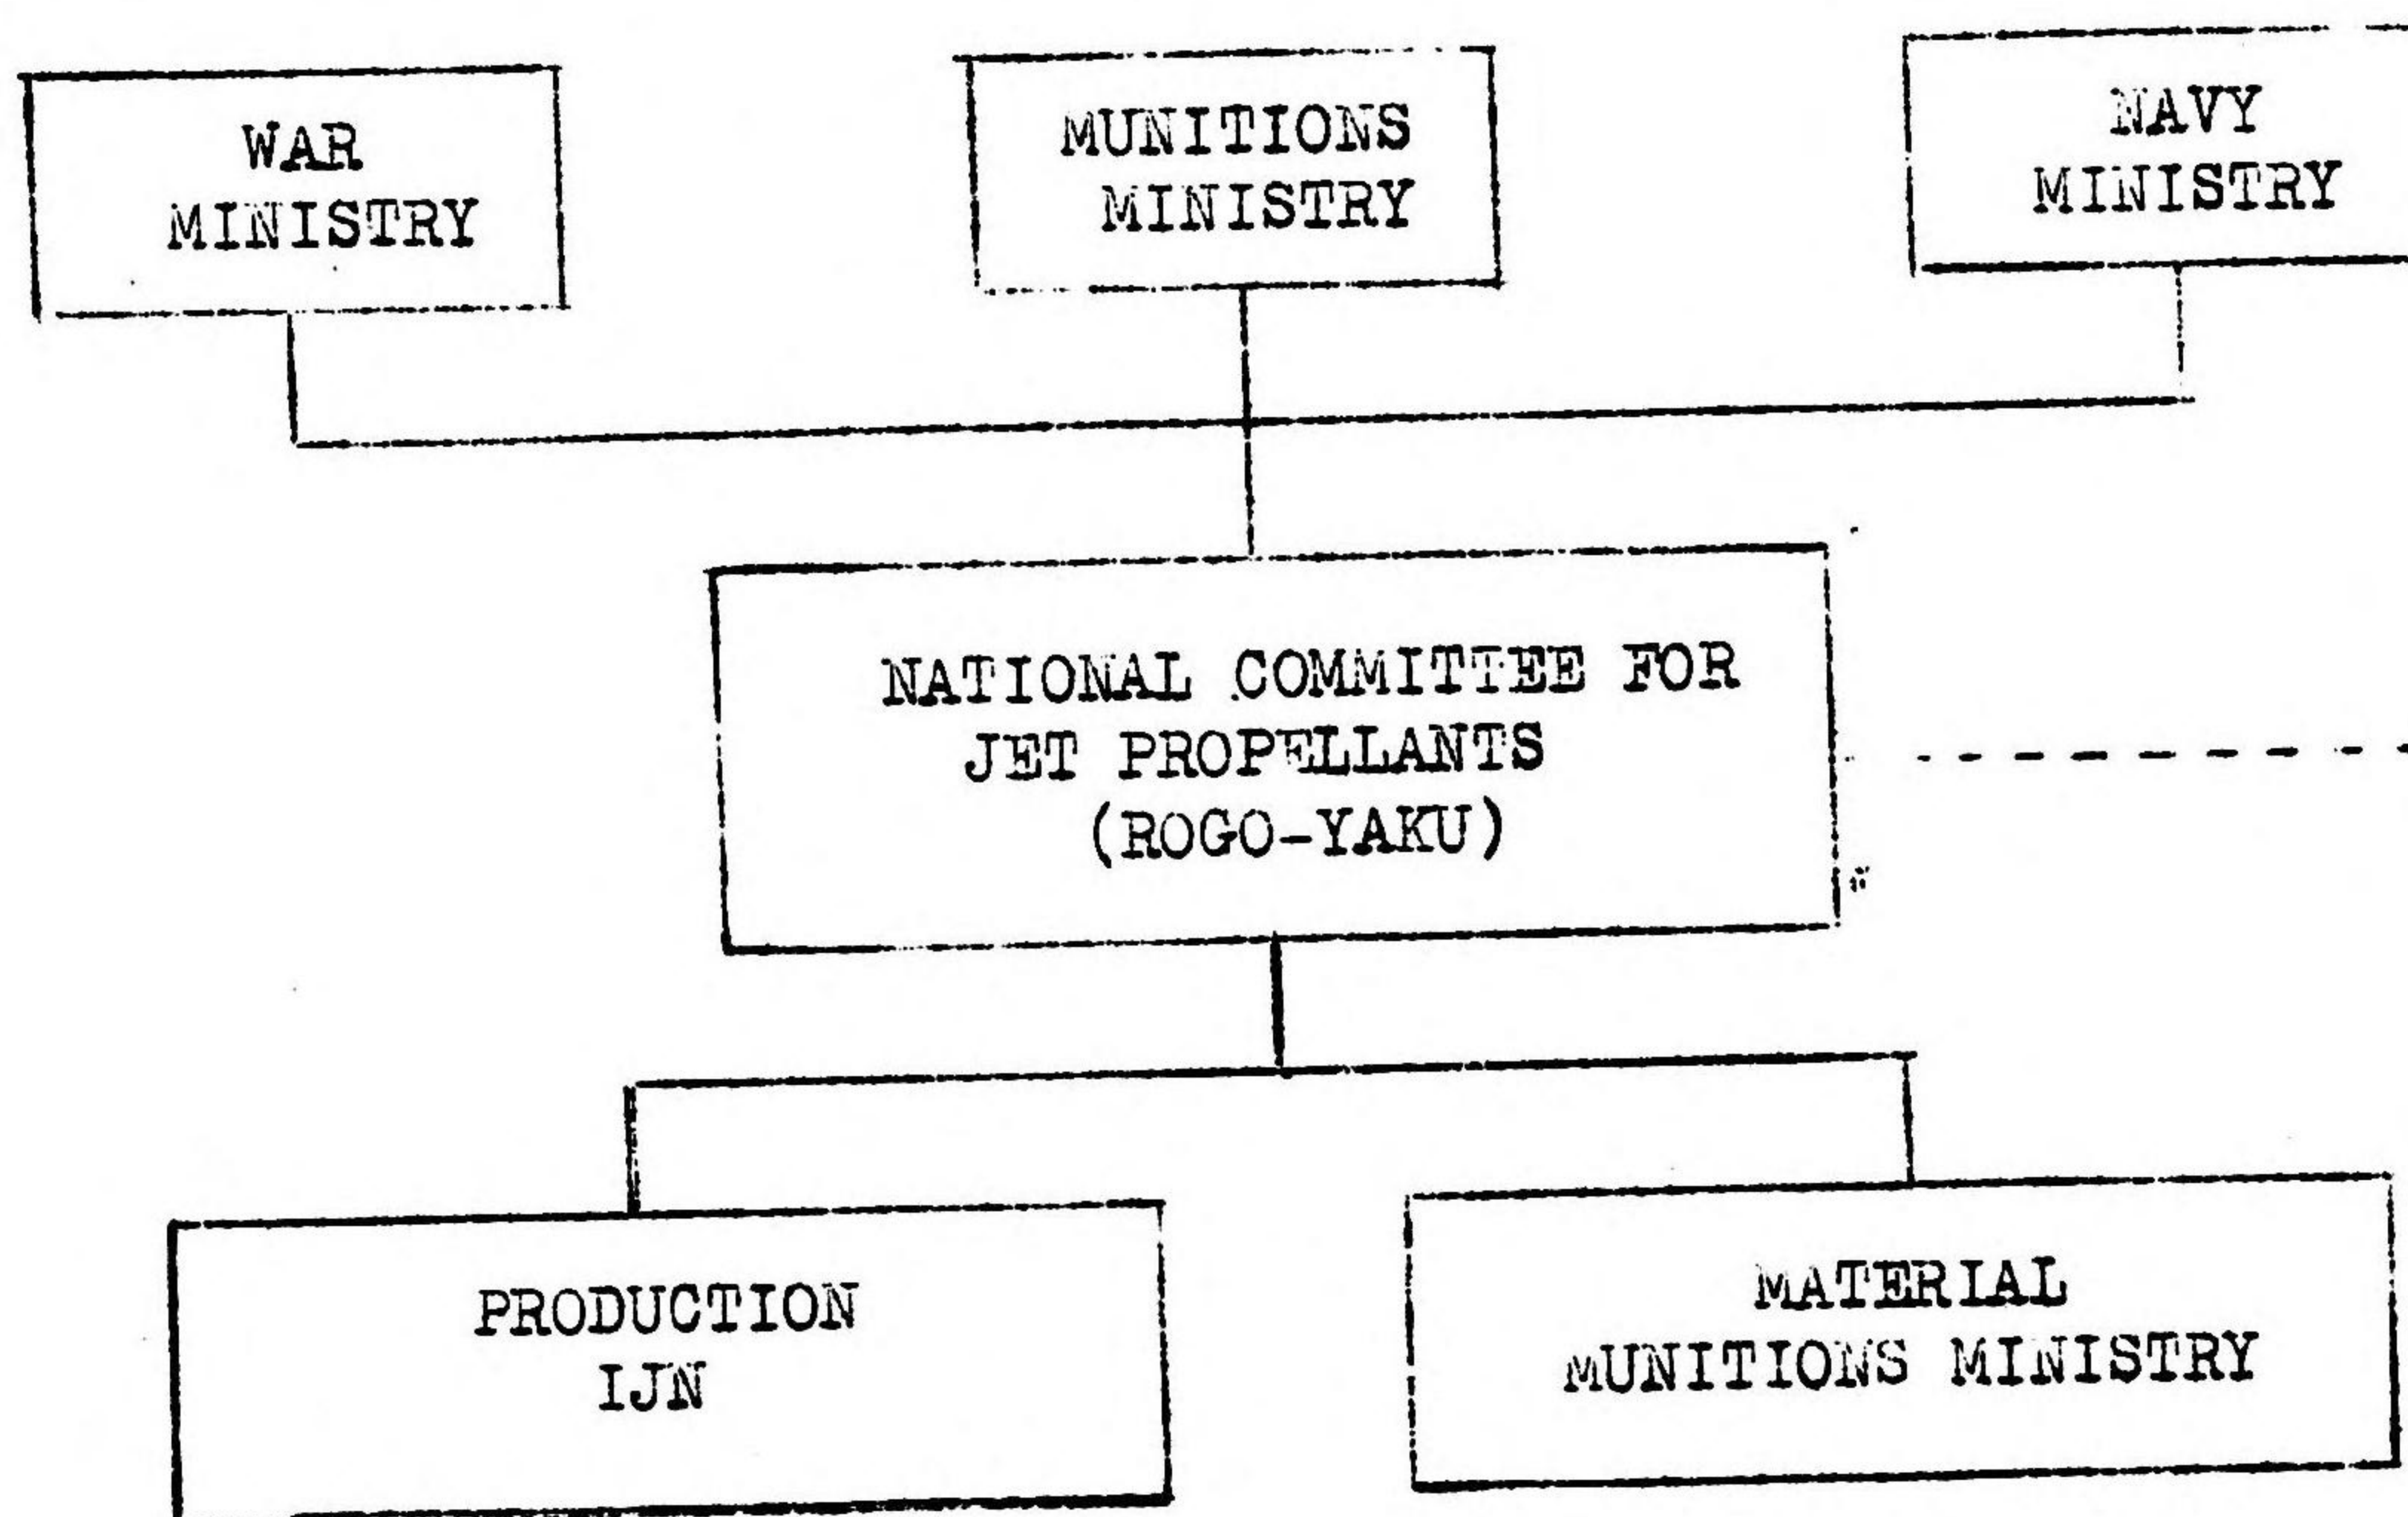 WAR
MINISTRY
MUNITIONS
MINISTRY
NAVY
MINISTRY
NATIONAL COMMITTEE FOR
JET PROPELLANTS
(ROGO-YAKU)
PRODUCTION
IJN
MATERIAL
MUNITIONS MINISTRY